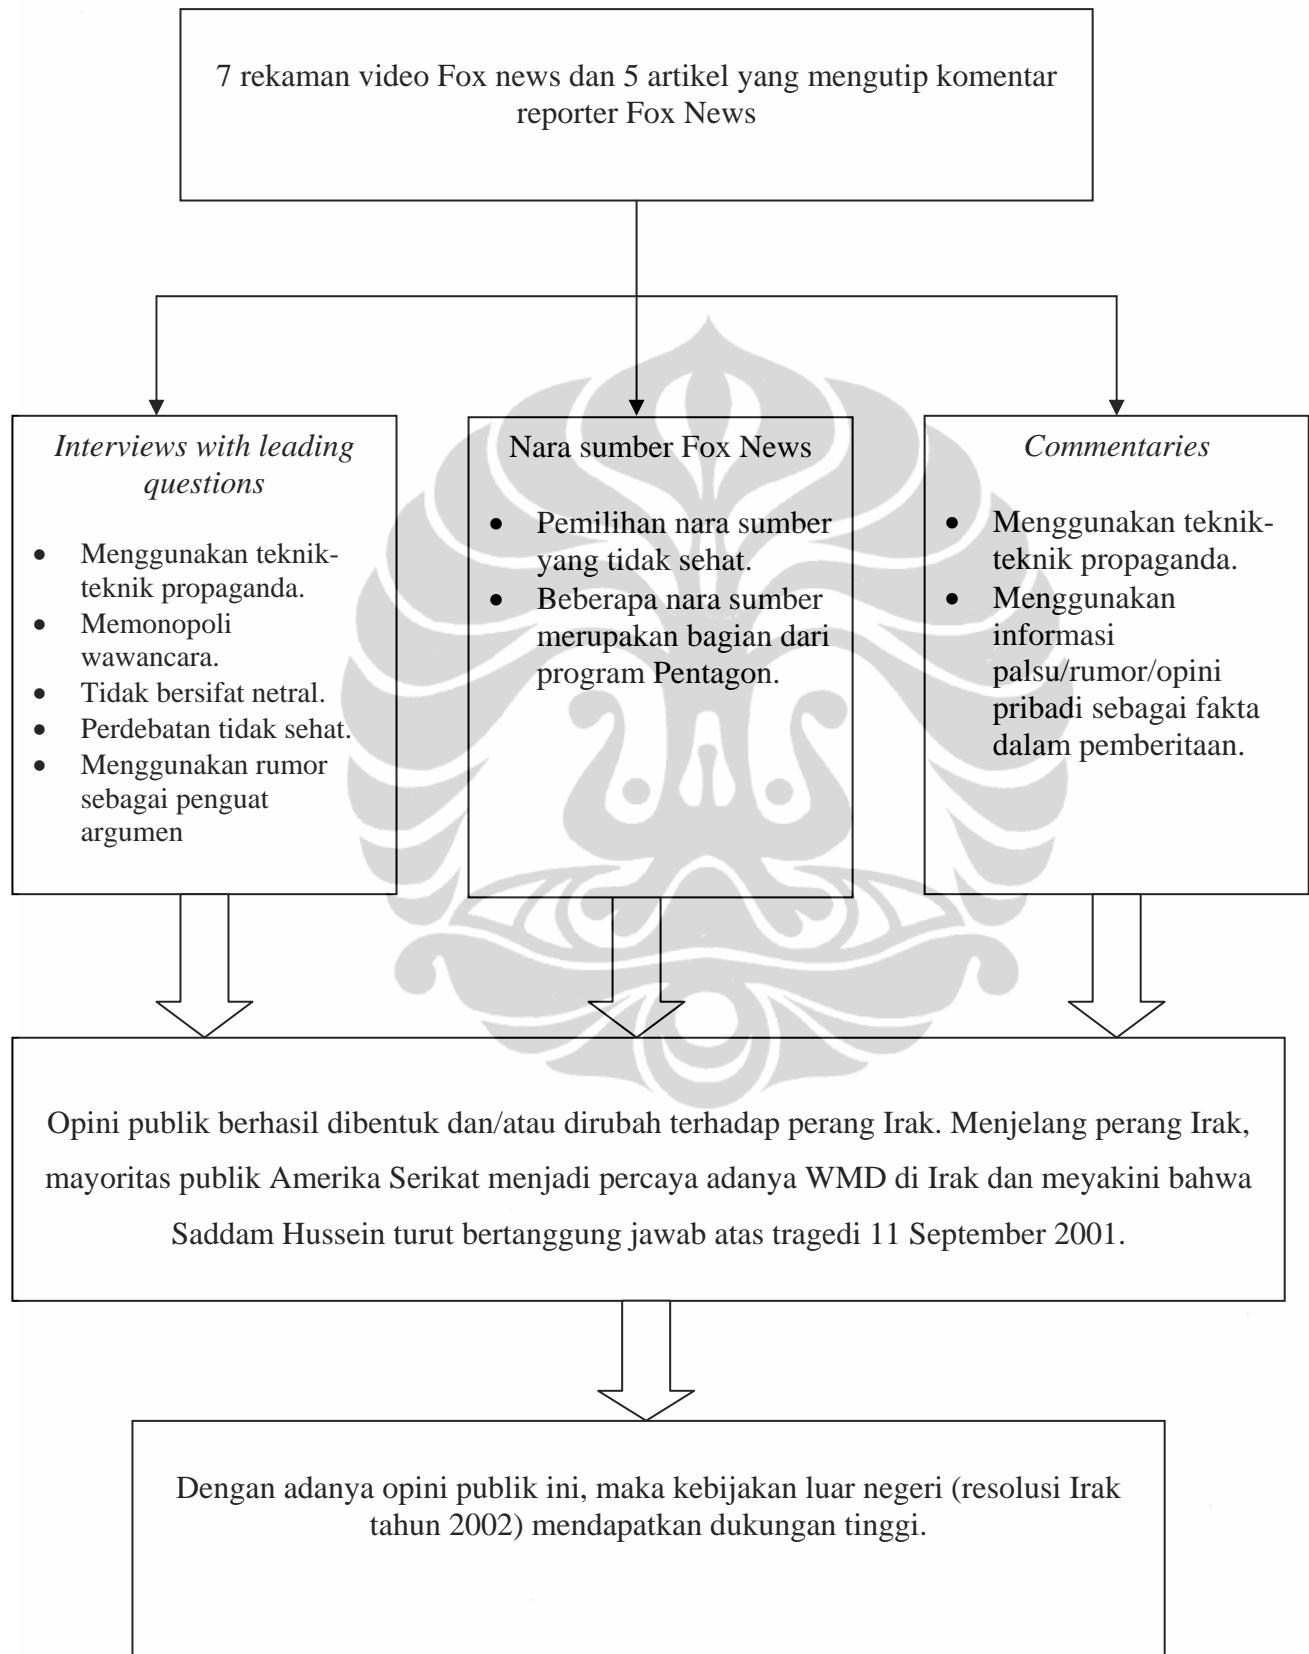 7 rekaman video Fox news dan 5 artikel yang mengutip komentar
reporter Fox News
Interviews with leading
questions
• Menggunakan teknik-
teknik propaganda.
• Memonopoli
wawancara.
• Tidak bersifat netral.
• Perdebatan tidak sehat.
• Menggunakan rumor
sebagai penguat
argumen
Nara sumber Fox News
• Pemilihan nara sumber
yang tidak sehat.
• Beberapa nara sumber
merupakan bagian dari
program Pentagon.
Commentaries
• Menggunakan teknik-
teknik propaganda.
• Menggunakan
informasi
palsu/rumor/opini
pribadi sebagai fakta
dalam pemberitaan.
Opini publik berhasil dibentuk dan/atau dirubah terhadap perang Irak. Menjelang perang Irak,
mayoritas publik Amerika Serikat menjadi percaya adanya WMD di Irak dan meyakini bahwa
Saddam Hussein turut bertanggung jawab atas tragedi 11 September 2001.
Dengan adanya opini publik ini, maka kebijakan luar negeri (resolusi Irak
tahun 2002) mendapatkan dukungan tinggi.